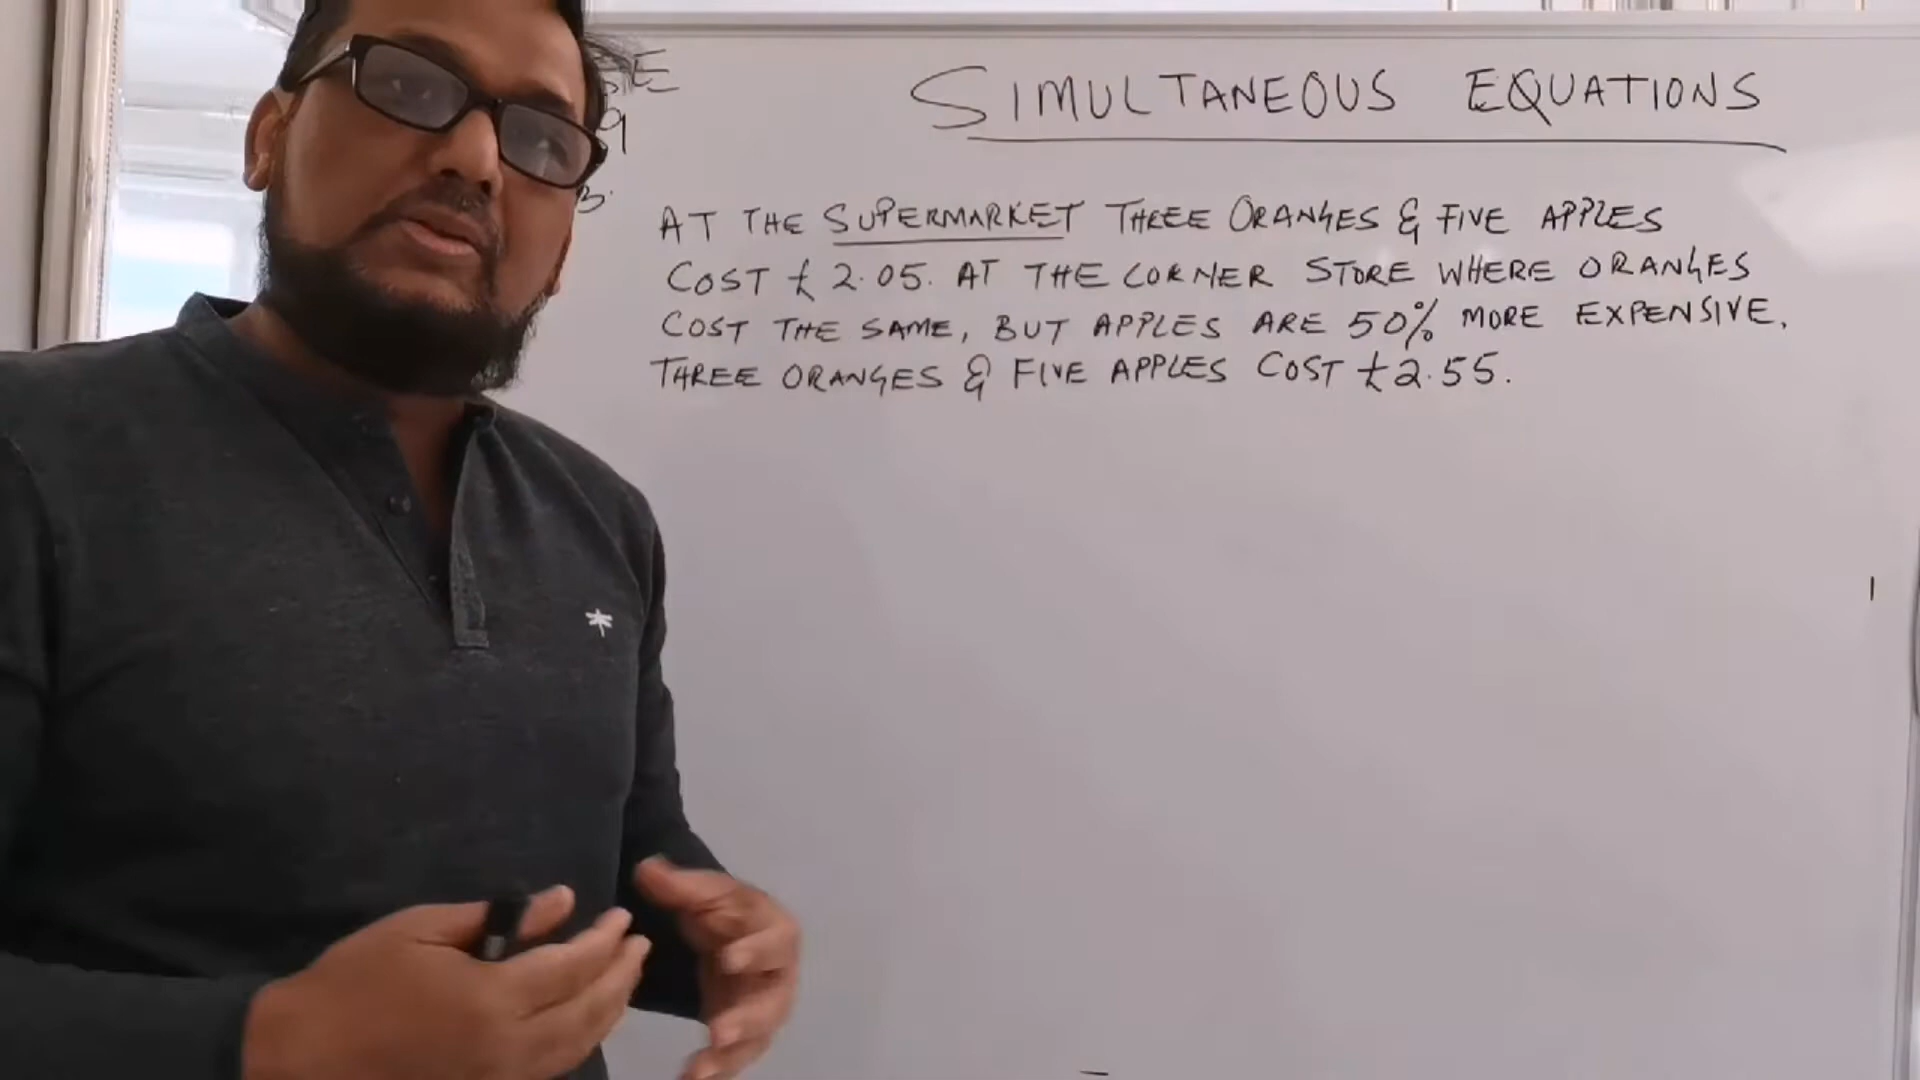 SIMULTANEOUS EQUATIONS
AT THE SUPERMARKET THREE ORANGES & FIVE APPLES
COST £2.05. AT THE CORNER STORE WHERE ORANGES
COST THE SAME, BUT APPLES ARE 50% MORE EXPENSIVE.
THREE ORANGES & FIVE APPLES COST £2.55.